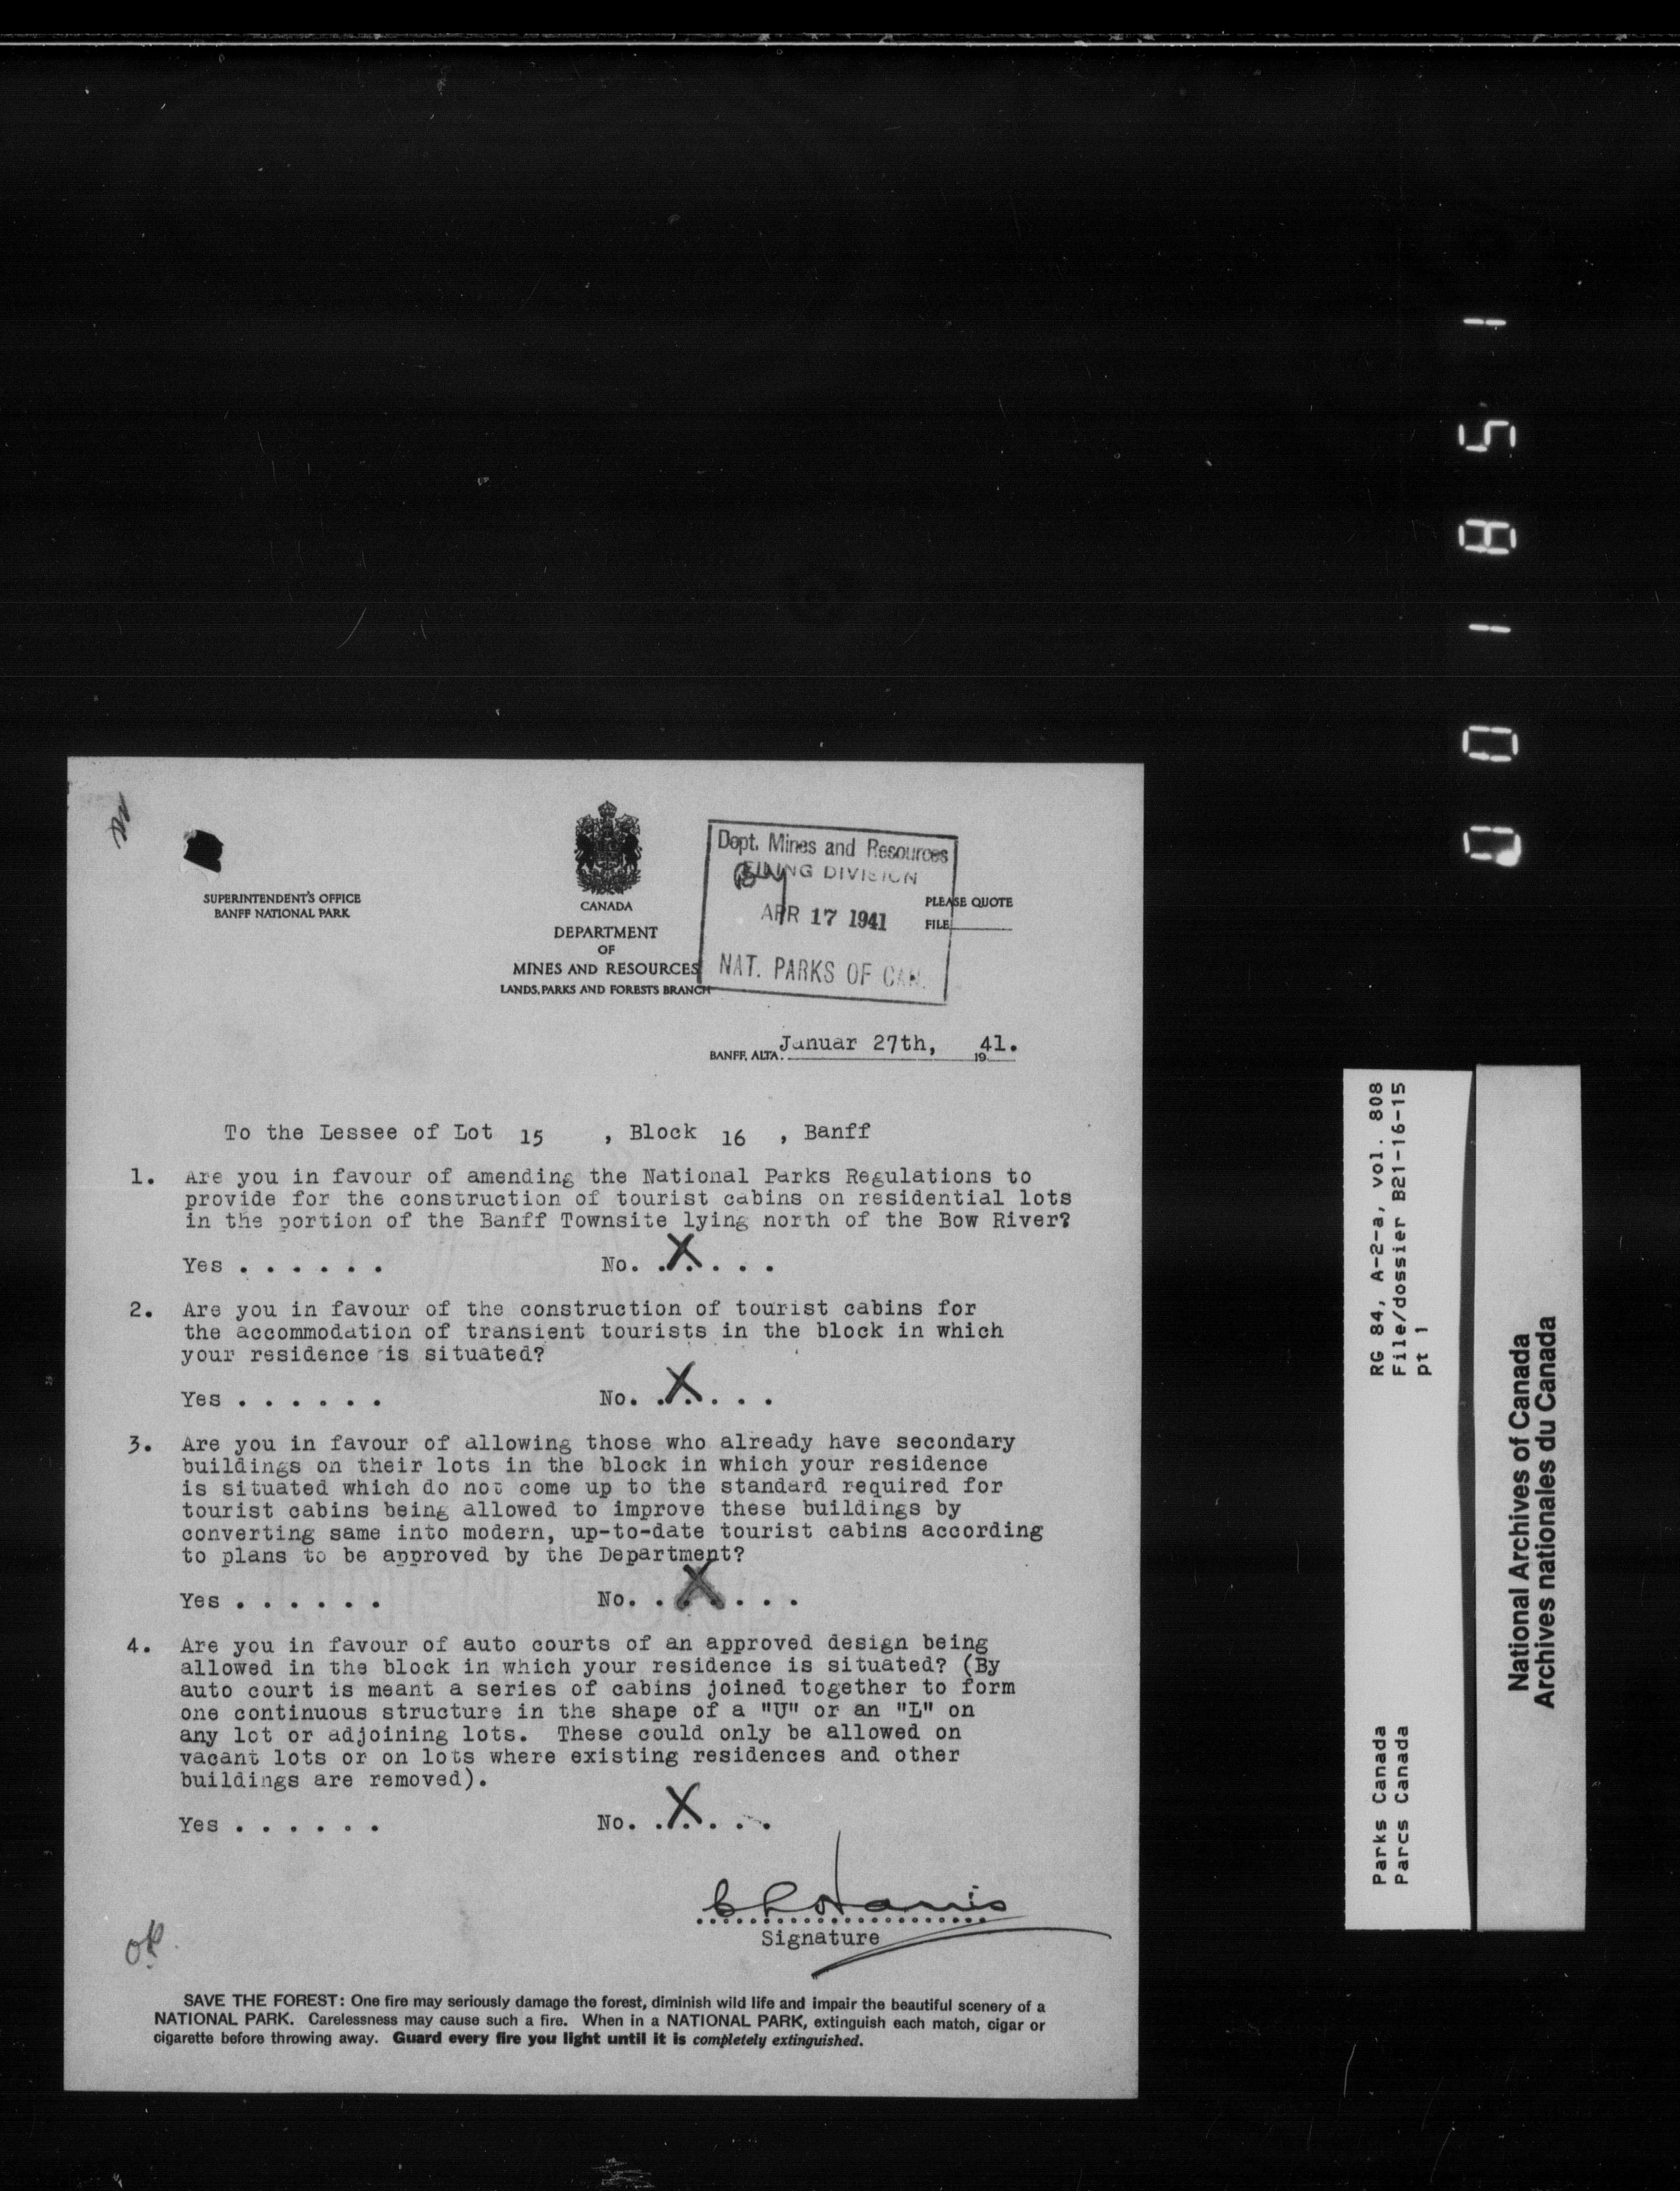 SUPERINTENDENT'S OFFICE
BANFF NATIONAL PARK
CANADA
DEPARTMENT
OF
MINES AND RESOURCES
LANDS, PARKS AND FORESTS BRANCH
Dept. Mines and Resources
FILING DIVISION
APR 17 1941
NAT. PARKS OF CAN.
PLEASE QUOTE
FILE
BANFF, ALTA. Januar 27th, 1941.
To the Lessee of Lot 15 , Block 16 , Banff
1. Are you in favour of amending the National Parks Regulations to
provide for the construction of tourist cabins on residential lots
in the portion of the Banff Townsite lying north of the Bow River?
Yes . . . . . . No. . X . . . .
2. Are you in favour of the construction of tourist cabins for
the accommodation of transient tourists in the block in which
your residence is situated?
Yes . . . . . . No. . X . . . .
3. Are you in favour of allowing those who already have secondary
buildings on their lots in the block in which your residence
is situated which do not come up to the standard required for
tourist cabins being allowed to improve these buildings by
converting same into modern, up-to-date tourist cabins according
to plans to be approved by the Department?
Yes . . . . . . No. . X . . . .
4. Are you in favour of auto courts of an approved design being
allowed in the block in which your residence is situated? (By
auto court is meant a series of cabins joined together to form
one continuous structure in the shape of a "U" or an "L" on
any lot or adjoining lots. These could only be allowed on
vacant lots or on lots where existing residences and other
buildings are removed).
Yes . . . . . . No. . X . . . .
Harris
Signature
OK
SAVE THE FOREST: One fire may seriously damage the forest, diminish wild life and impair the beautiful scenery of a
NATIONAL PARK. Carelessness may cause such a fire. When in a NATIONAL PARK, extinguish each match, cigar or
cigarette before throwing away. Guard every fire you light until it is completely extinguished.
Parks Canada RG 84, A-2-a, vol. 808
Parcs Canada File/dossier B21-16-15
pt 1
National Archives of Canada
Archives nationales du Canada